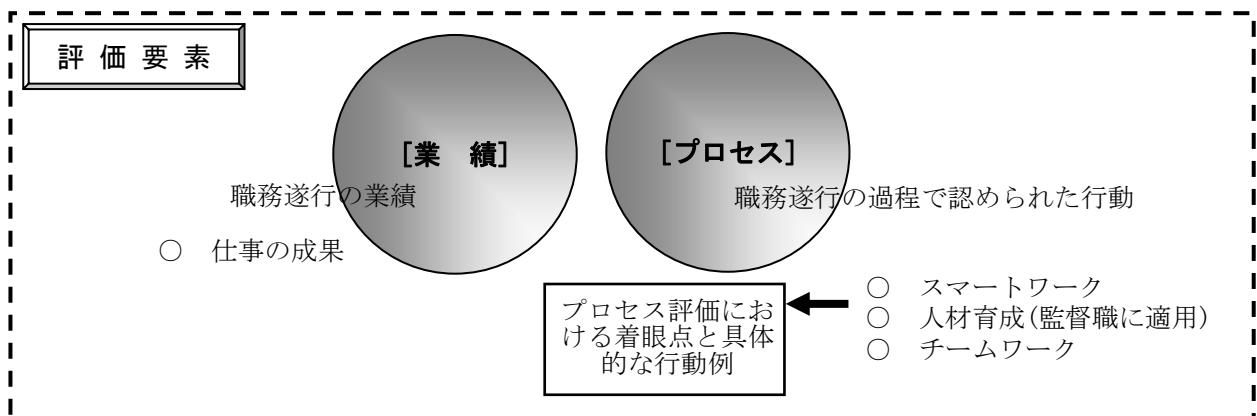 評 価 要 素
[業　績]
[プロセス]
職務遂行の業績
職務遂行の過程で認められた行動
○　仕事の成果
プロセス評価にお
ける着眼点と具体
的な行動例
○　スマートワーク
○　人材育成(監督職に適用)
○　チームワーク